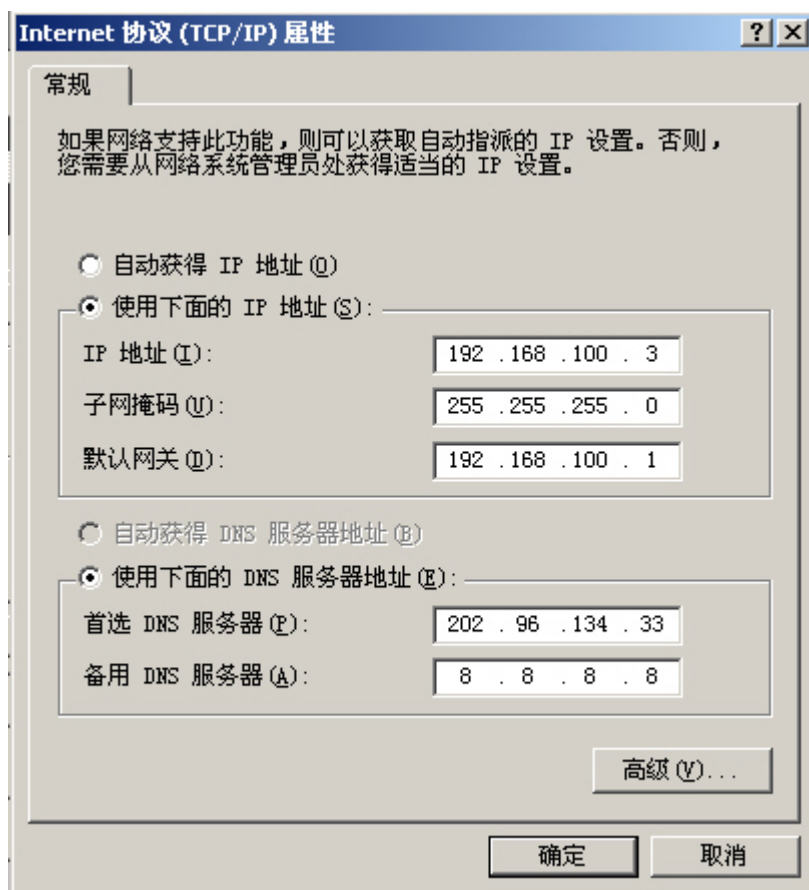 Internet 协议 (TCP/IP) 属性
常规
如果网络支持此功能，则可以获取自动指派的 IP 设置。否则，
您需要从网络系统管理员处获得适当的 IP 设置。
自动获得 IP 地址(O)
使用下面的 IP 地址(S):
IP 地址(I): 192 .168 .100 . 3
子网掩码(U): 255 .255 .255 . 0
默认网关(D): 192 .168 .100 . 1
自动获得 DNS 服务器地址(B)
使用下面的 DNS 服务器地址(E):
首选 DNS 服务器(P): 202 . 96 .134 . 33
备用 DNS 服务器(A): 8 . 8 . 8 . 8
高级(V)...
确定 取消